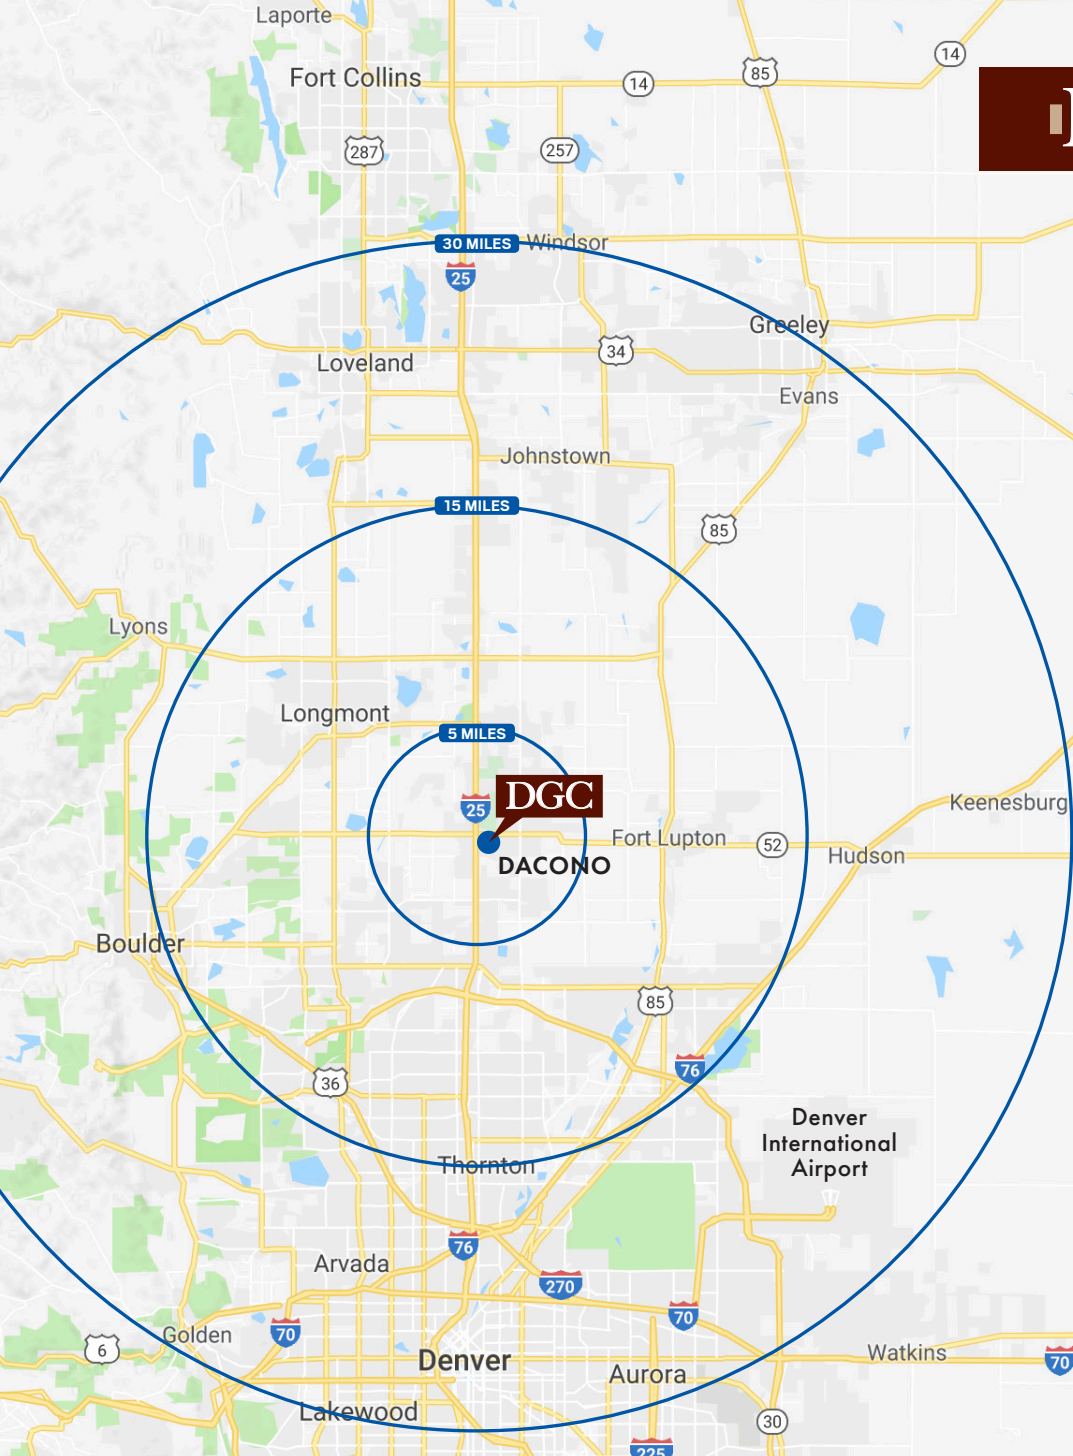 Laporte
14
Fort Collins
85
14
287
257
30 MILES
Windsor
25
Greeley
34
Loveland
Evans
Johnstown
15 MILES
85
Lyons
Longmont
5 MILES
25
DGC
Keenesburg
Fort Lupton
52
Hudson
DACONO
Boulder
85
76
36
Denver
International
Airport
Thornton
76
Arvada
270
70
70
Golden
6
Denver
Watkins
70
Aurora
Lakewood
30
225